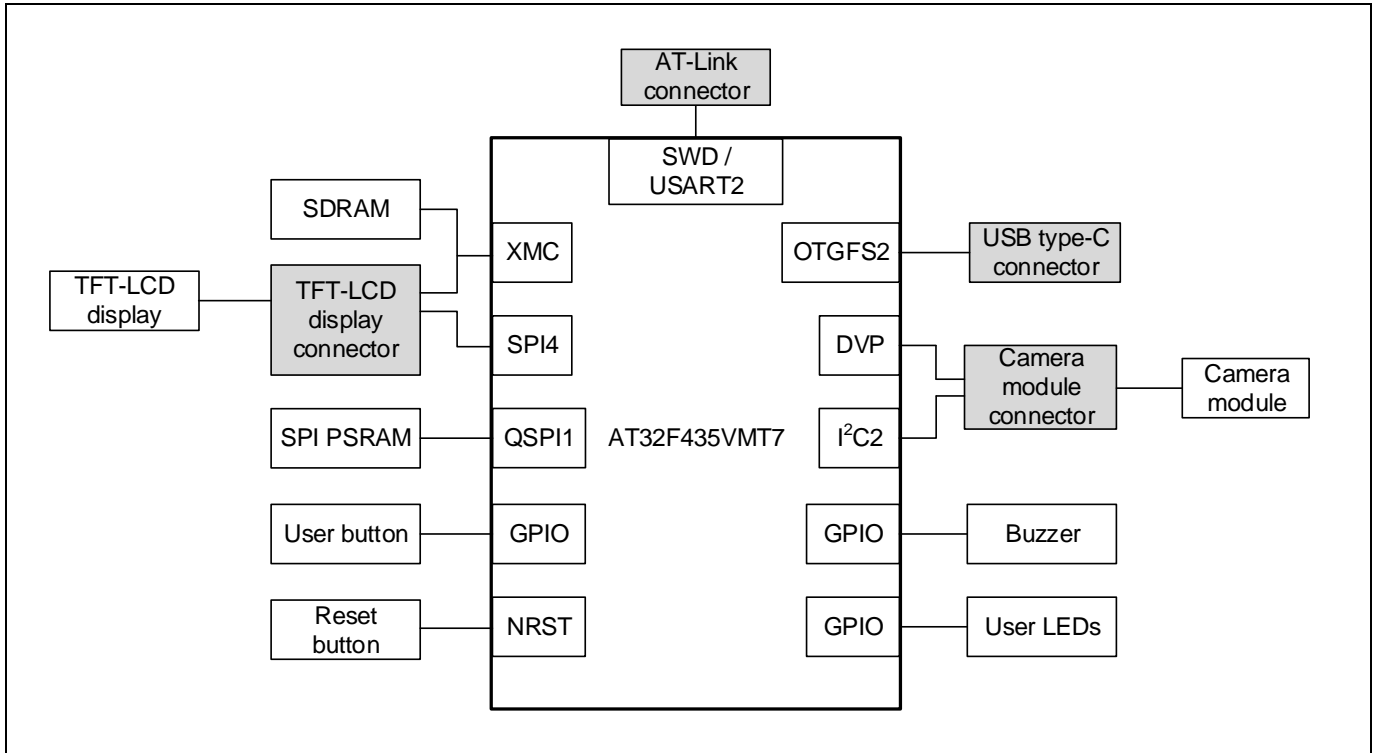 AT-Link
connector
SWD /
USART2
SDRAM
XMC
OTGFS2
USB type-C
connector
TFT-LCD
display
TFT-LCD
display
connector
SPI4
DVP
Camera
module
connector
Camera
module
SPI PSRAM
QSPI1
AT32F435VMT7
I²C2
User button
GPIO
GPIO
Buzzer
Reset
button
NRST
GPIO
User LEDs